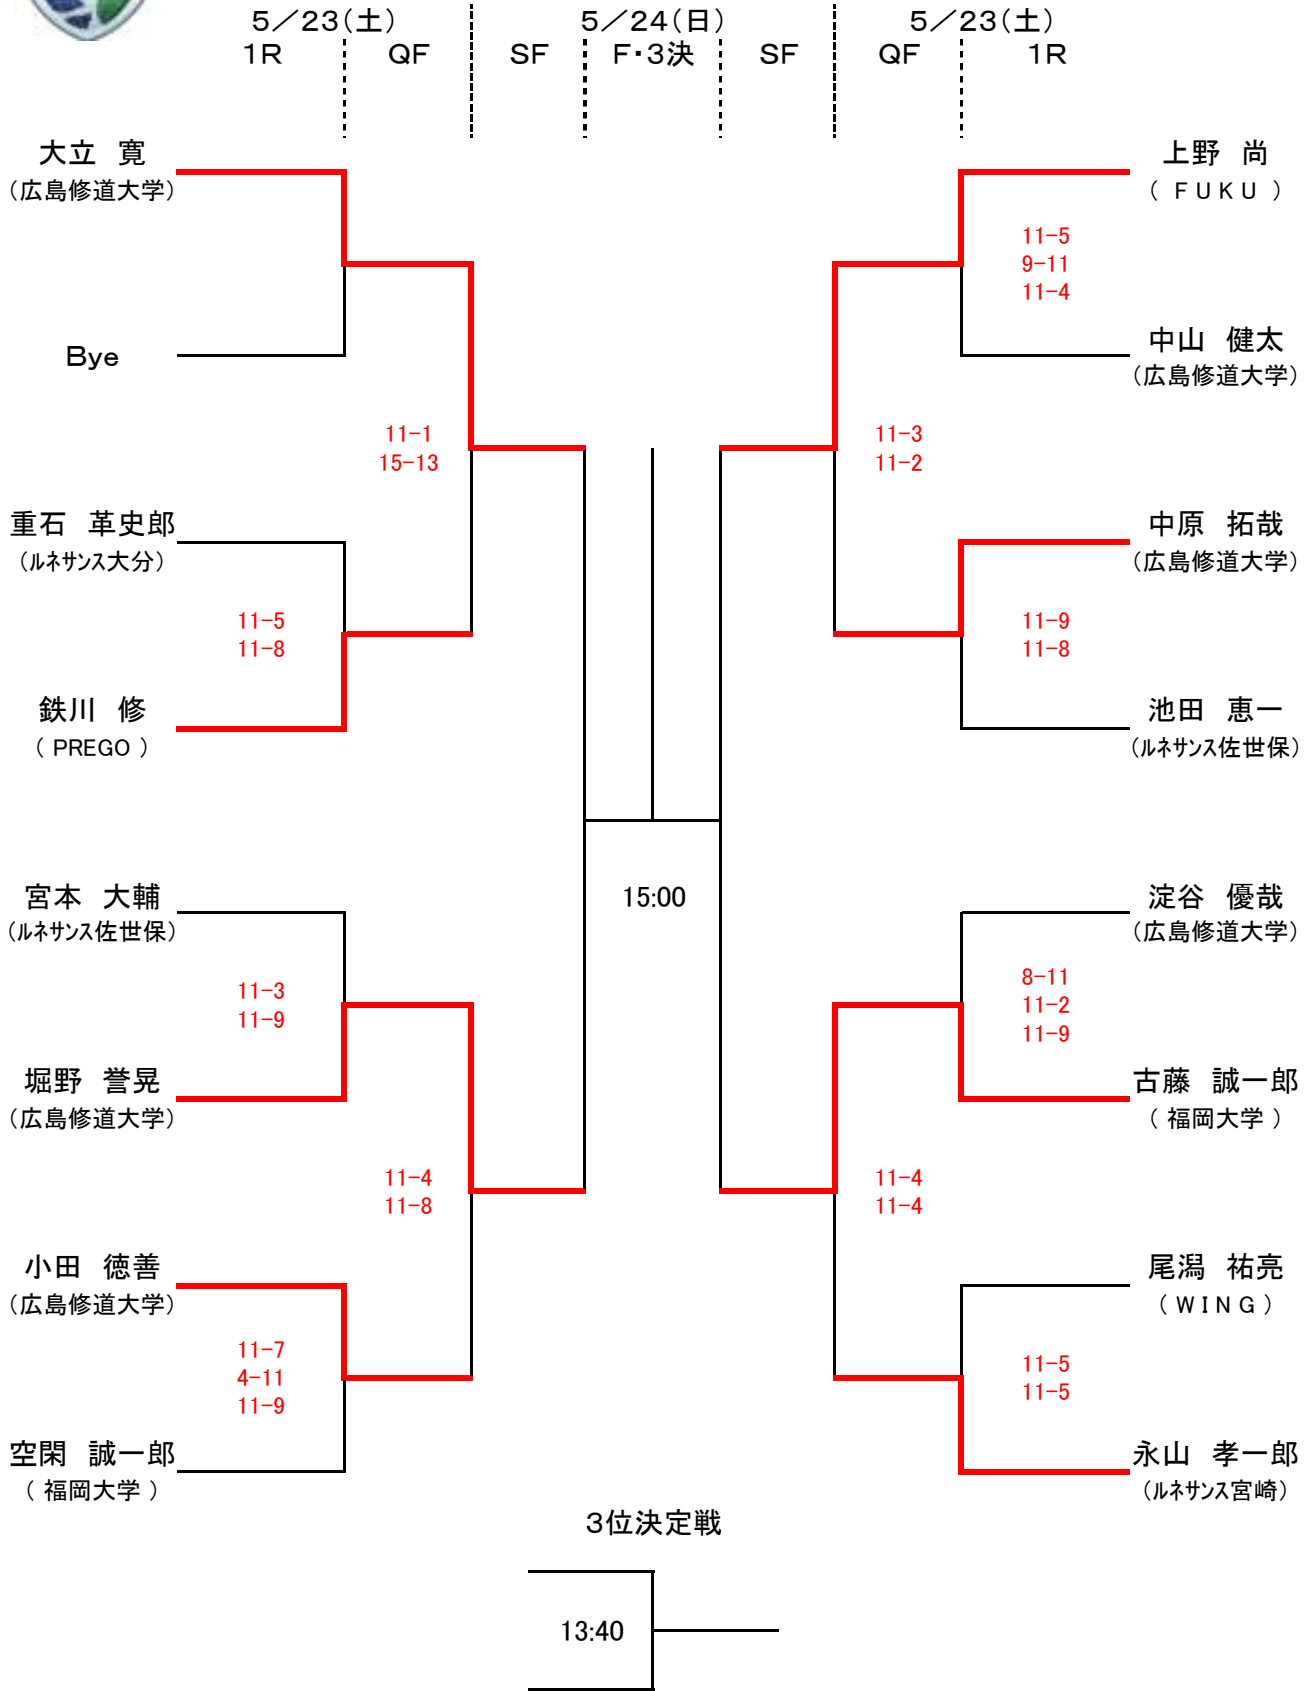 5／23(土) 5／24(日) 5／23(土)
1R QF SF F・3決 SF QF 1R
大立 寛
(広島修道大学)
Bye
11-1
15-13
重石 革史郎
(ルネサンス大分)
11-5
11-8
鉄川 修
( PREGO )
宮本 大輔
(ルネサンス佐世保)
11-3
11-9
堀野 誉晃
(広島修道大学)
11-4
11-8
小田 徳善
(広島修道大学)
11-7
4-11
11-9
空閑 誠一郎
( 福岡大学 )
15:00
上野 尚
( ＦＵＫＵ )
11-5
9-11
11-4
中山 健太
(広島修道大学)
11-3
11-2
中原 拓哉
(広島修道大学)
11-9
11-8
池田 恵一
(ルネサンス佐世保)
淀谷 優哉
(広島修道大学)
8-11
11-2
11-9
古藤 誠一郎
( 福岡大学 )
11-4
11-4
尾潟 祐亮
( ＷＩＮＧ )
11-5
11-5
永山 孝一郎
(ルネサンス宮崎)
3位決定戦
13:40